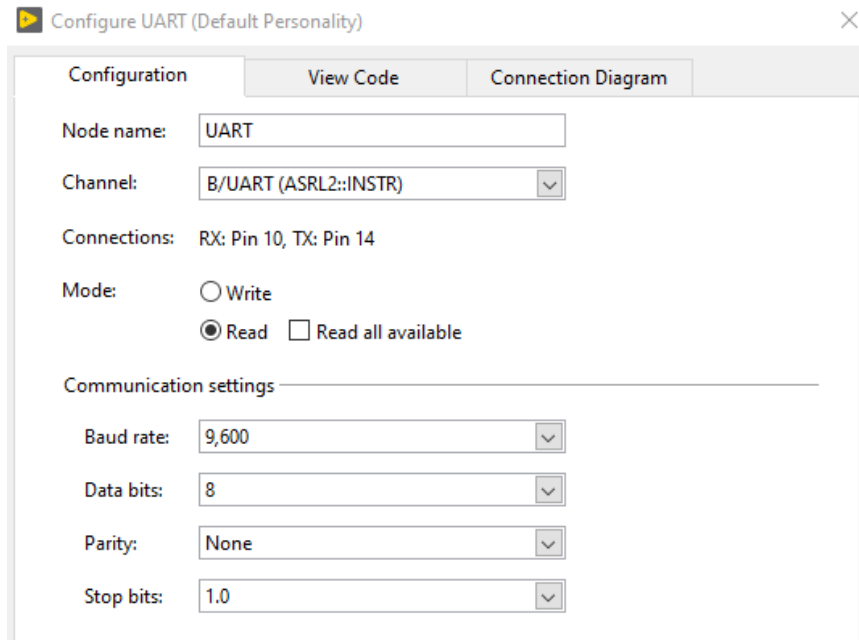 Configure UART (Default Personality)
Configuration View Code Connection Diagram
Node name: UART
Channel: B/UART (ASRL2::INSTR)
Connections: RX: Pin 10, TX: Pin 14
Mode: Write
Read Read all available
Communication settings
Baud rate: 9,600
Data bits: 8
Parity: None
Stop bits: 1.0